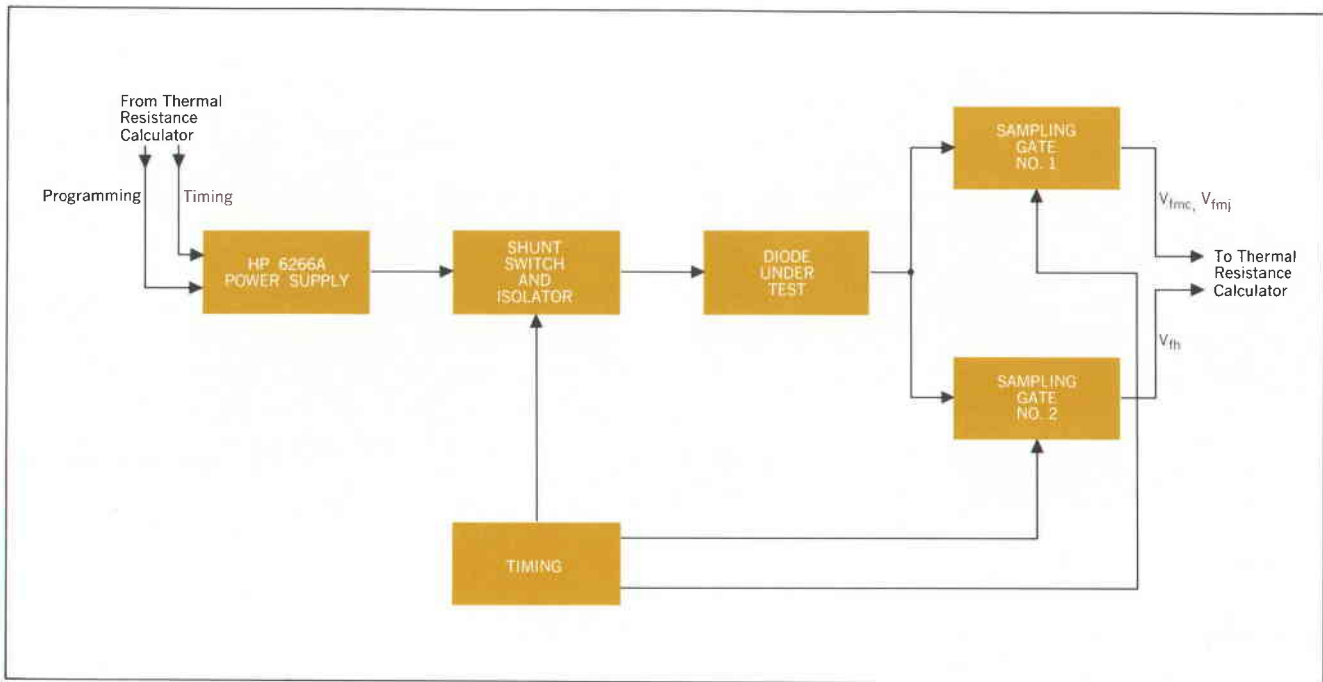 From Thermal
Resistance
Calculator
Programming
Timing
HP 6266A
POWER SUPPLY
SHUNT
SWITCH
AND
ISOLATOR
DIODE
UNDER
TEST
SAMPLING
GATE
NO. 1
Vfmc, Vfmj
To Thermal
Resistance
Calculator
Vfh
SAMPLING
GATE
NO. 2
TIMING